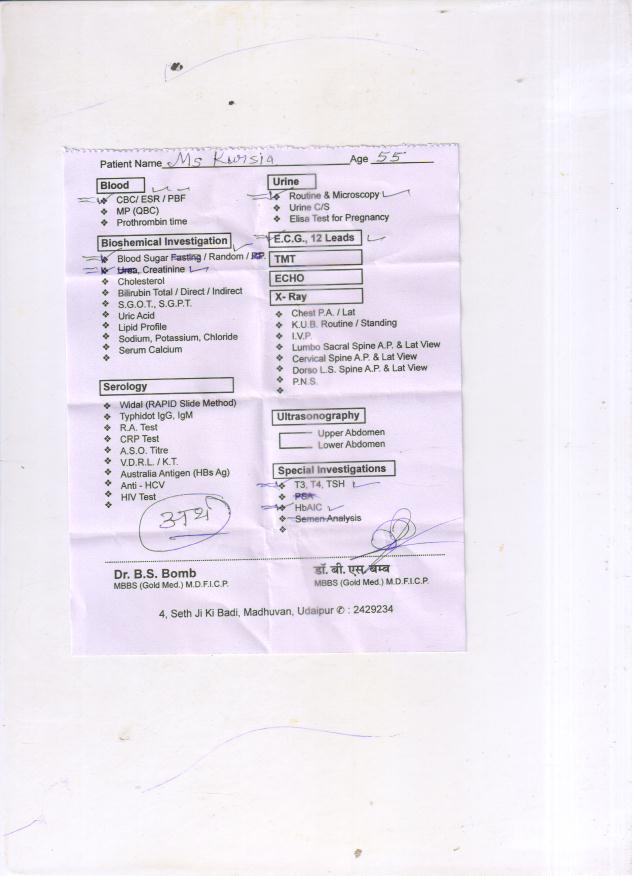 Patient Name Ms Kursia Age 55
Blood
CBC/ ESR / PBF
MP (QBC)
Prothrombin time
Bioshemical Investigation
Blood Sugar Fasting / Random / P.P.
Urea, Creatinine
Cholesterol
Bilirubin Total / Direct / Indirect
S.G.O.T., S.G.P.T.
Uric Acid
Lipid Profile
Sodium, Potassium, Chloride
Serum Calcium
Serology
Widal (RAPID Slide Method)
Typhidot IgG, IgM
R.A. Test
CRP Test
A.S.O. Titre
V.D.R.L. / K.T.
Australia Antigen (HBs Ag)
Anti - HCV
HIV Test
Urine
Routine & Microscopy
Urine C/S
Elisa Test for Pregnancy
E.C.G., 12 Leads
TMT
ECHO
X- Ray
Chest P.A. / Lat
K.U.B. Routine / Standing
I.V.P.
Lumbo Sacral Spine A.P. & Lat View
Cervical Spine A.P. & Lat View
Dorso L.S. Spine A.P. & Lat View
P.N.S.
Ultrasonography
Upper Abdomen
Lower Abdomen
Special Investigations
T3, T4, TSH
PSA
HbAIC
Semen Analysis
Dr. B.S. Bomb
MBBS (Gold Med.) M.D.F.I.C.P.
डॉ. बी. एस. बम्ब
MBBS (Gold Med.) M.D.F.I.C.P.
4, Seth Ji Ki Badi, Madhuvan, Udaipur ✆ : 2429234